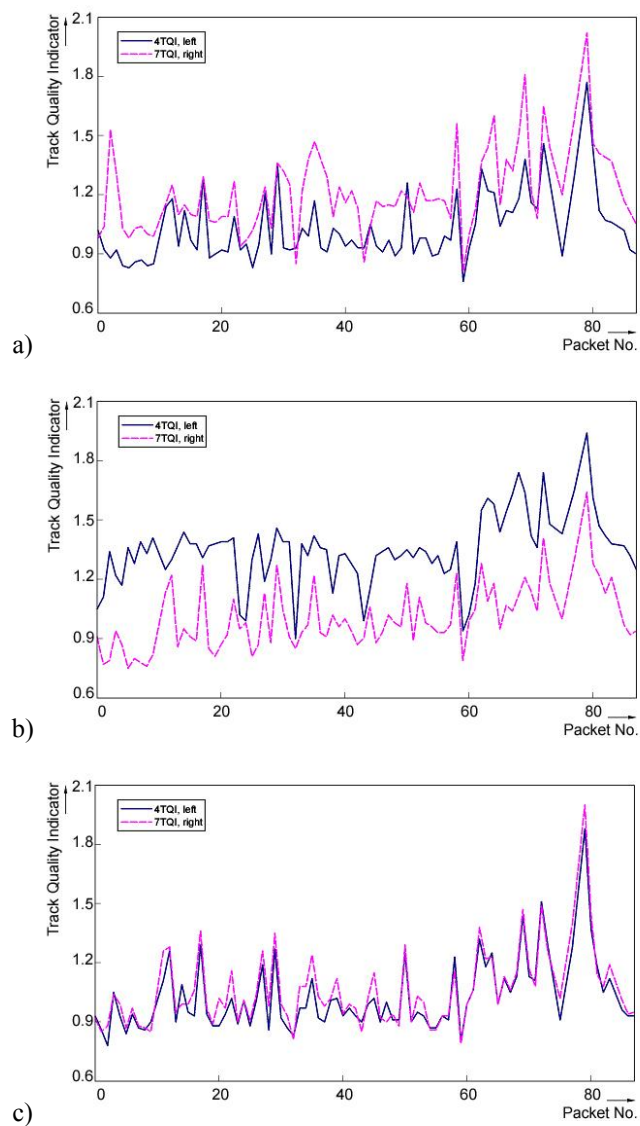 2.1
Track Quality Indicator
4TQI, left
7TQI, right
1.8
1.5
1.2
0.9
0.6
0
20
40
60
80
Packet No.
a)
2.1
Track Quality Indicator
4TQI, left
7TQI, right
1.8
1.5
1.2
0.9
0.6
0
20
40
60
80
Packet No.
b)
2.1
Track Quality Indicator
4TQI, left
7TQI, right
1.8
1.5
1.2
0.9
0.6
0
20
40
60
80
Packet No.
c)